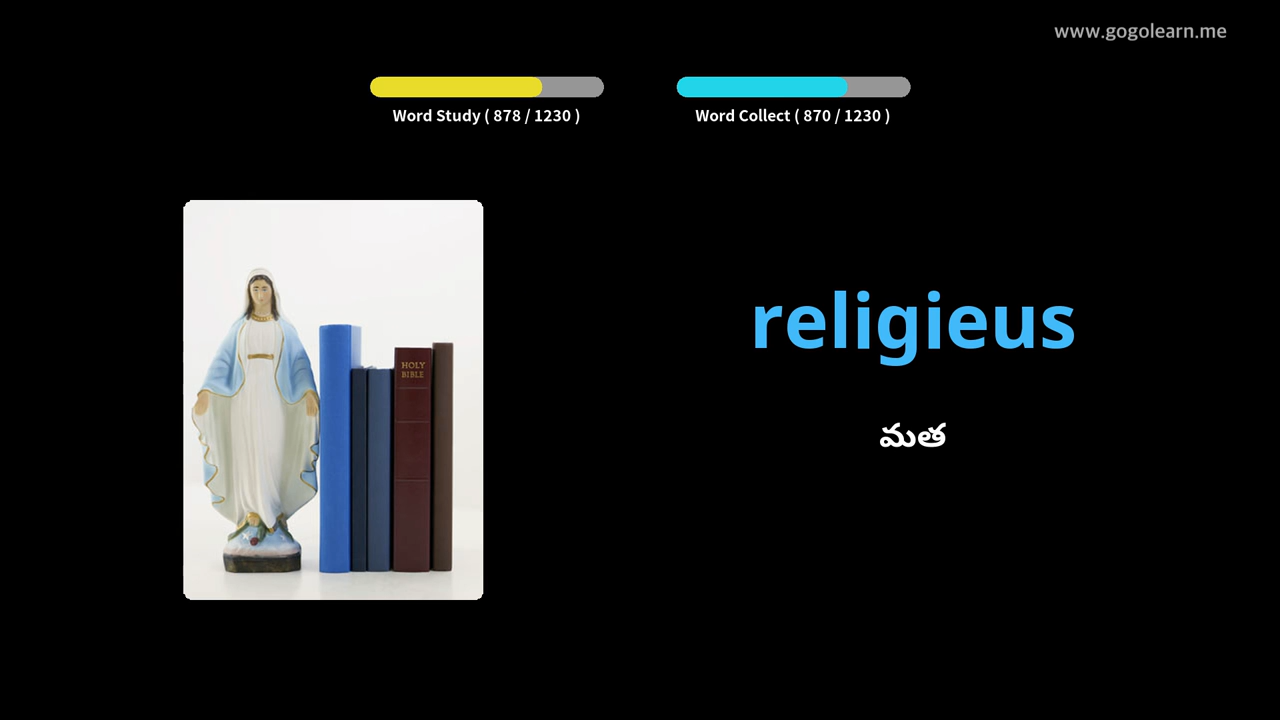 www.gogolearn.me
Word Study ( 878 / 1230 )
Word Collect ( 870 / 1230 )
HOLY
BIBLE
religieus
మత